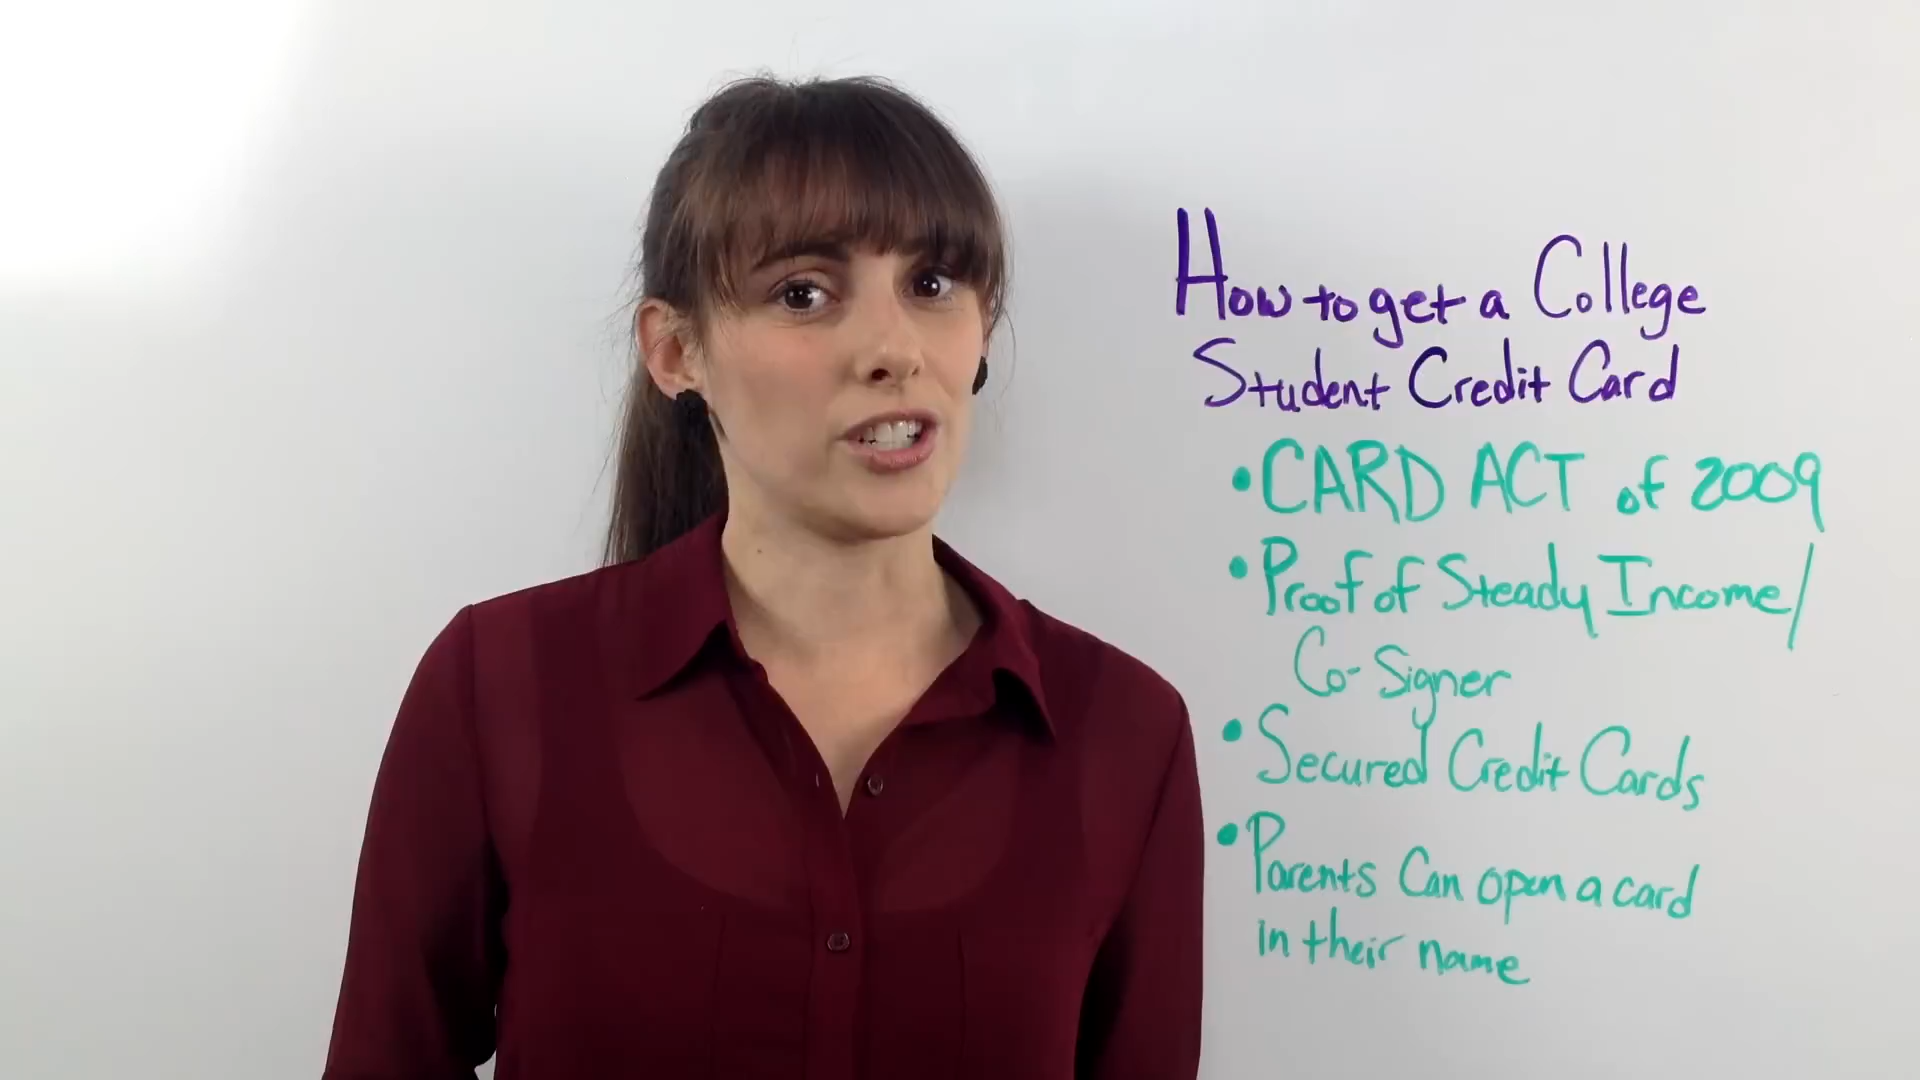 How to get a College
Student Credit Card
• CARD ACT of 2009
• Proof of Steady Income/
Co-Signer
• Secured Credit Cards
• Parents Can open a card
in their name